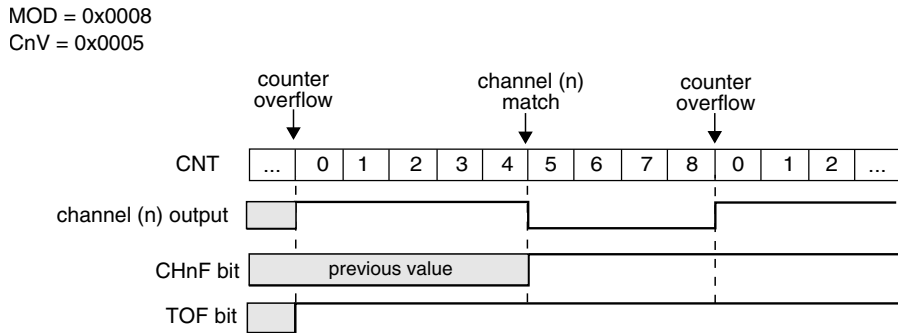 MOD = 0x0008
CnV = 0x0005
counter overflow
channel (n) match
counter overflow
CNT ... 0 1 2 3 4 5 6 7 8 0 1 2 ...
channel (n) output
CHnF bit previous value
TOF bit